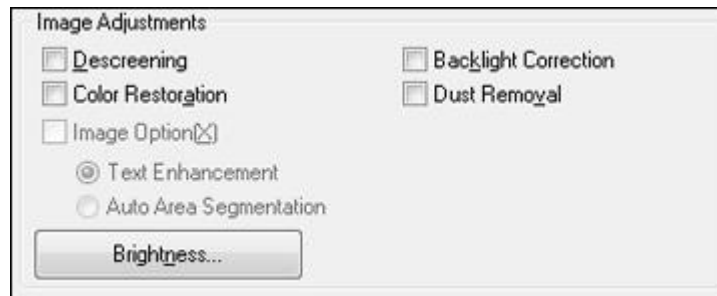 Image Adjustments
Descreening
Backlight Correction
Color Restoration
Dust Removal
Image Option(X)
Text Enhancement
Auto Area Segmentation
Brightness...